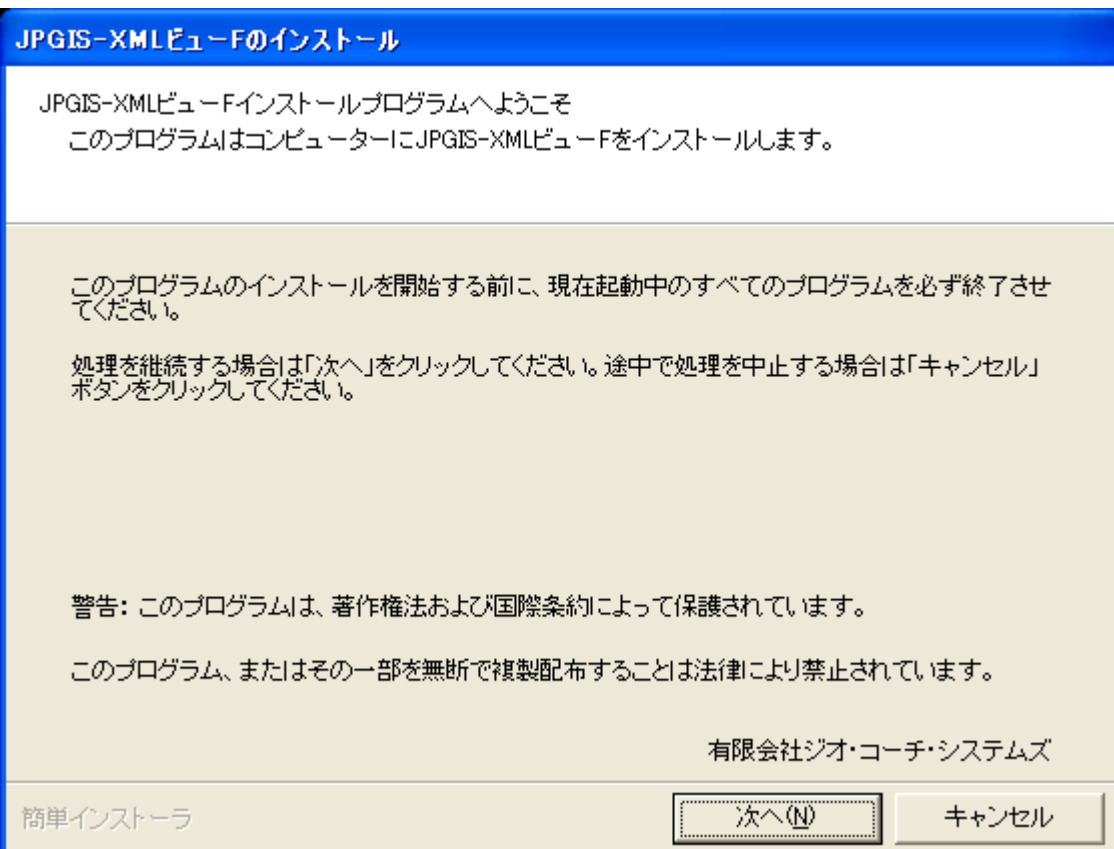 JPGIS-XMLビューFのインストール
JPGIS-XMLビューFインストールプログラムへようこそ
このプログラムはコンピューターにJPGIS-XMLビューFをインストールします。
このプログラムのインストールを開始する前に、現在起動中のすべてのプログラムを必ず終了させ
てください。
処理を継続する場合は「次へ」をクリックしてください。途中で処理を中止する場合は「キャンセル」
ボタンをクリックしてください。
警告: このプログラムは、著作権法および国際条約によって保護されています。
このプログラム、またはその一部を無断で複製配布することは法律により禁止されています。
有限会社ジオ・コーチ・システムズ
簡単インストーラ
次へ(N)
キャンセル